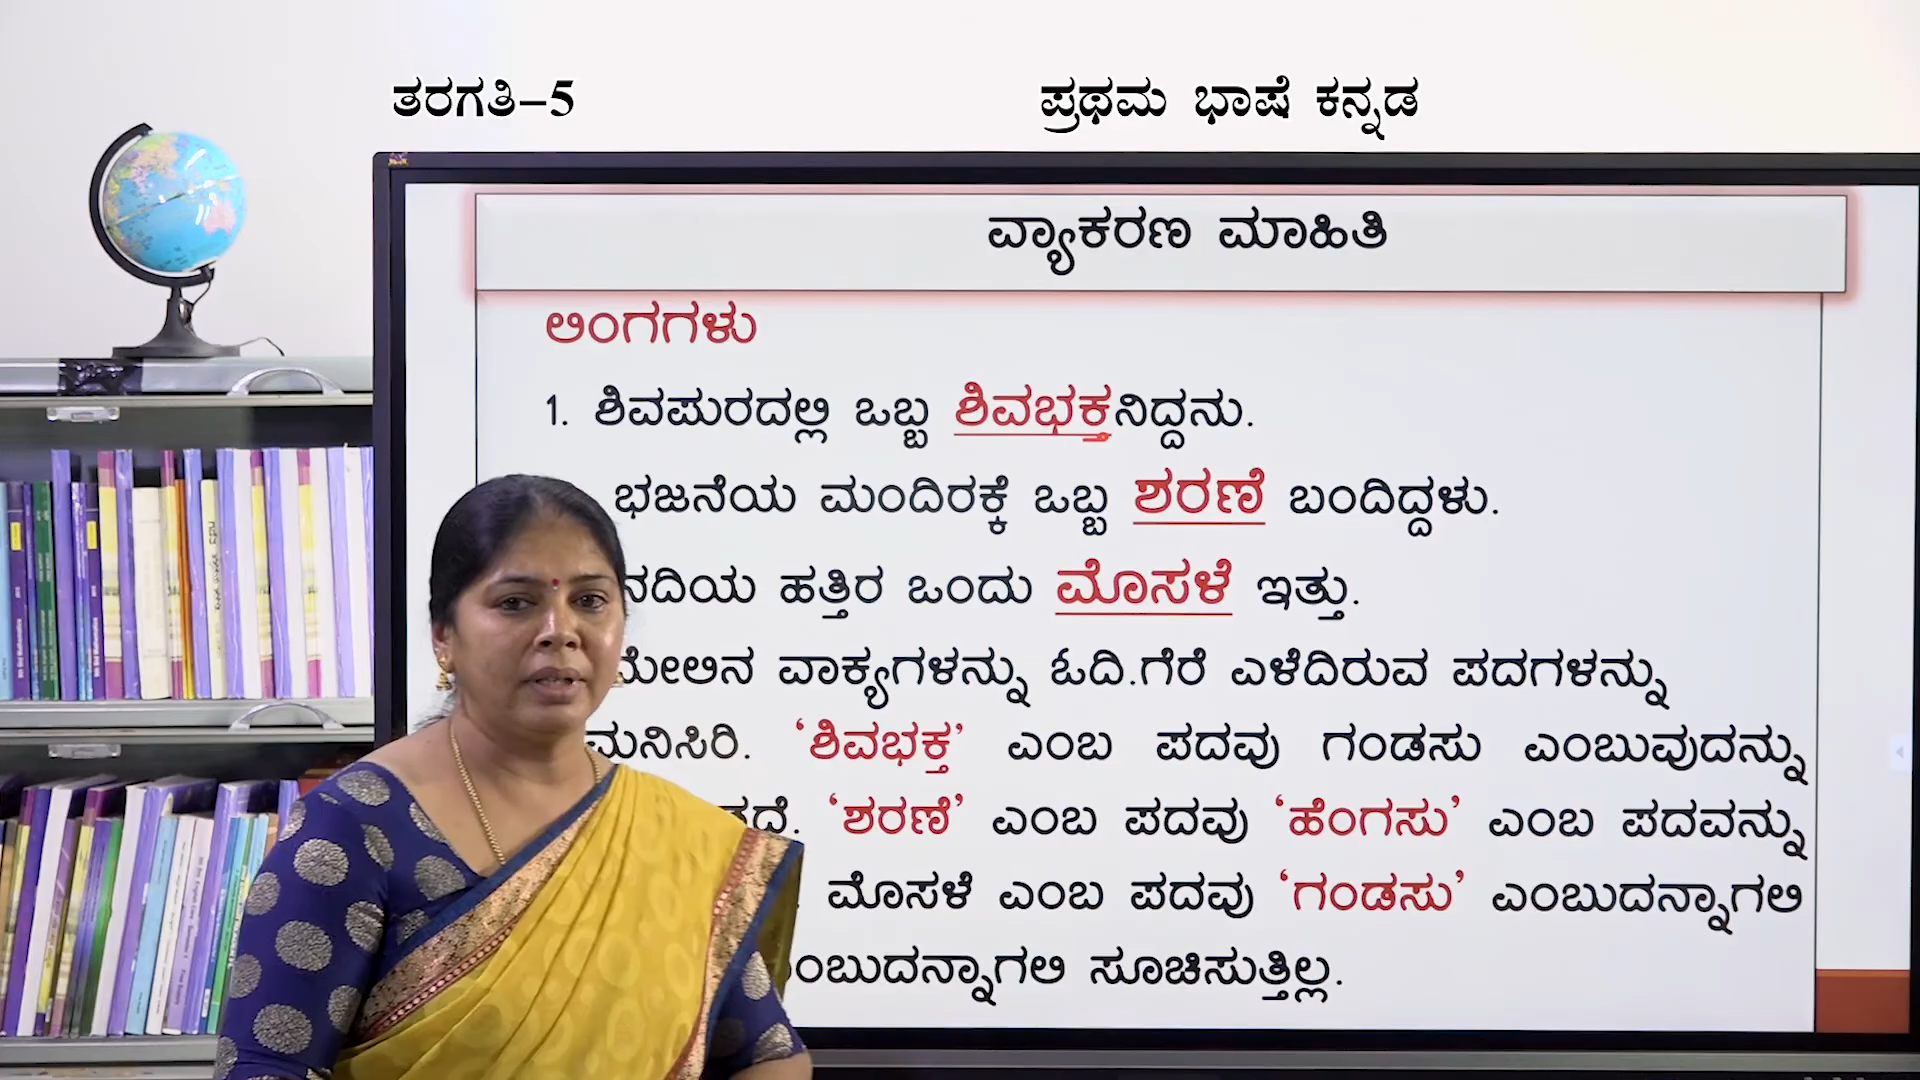 ತರಗತಿ–5
ಪ್ರಥಮ ಭಾಷೆ ಕನ್ನಡ
ವ್ಯಾಕರಣ ಮಾಹಿತಿ
ಲಿಂಗಗಳು
1. ಶಿವಪುರದಲ್ಲಿ ಒಬ್ಬ ಶಿವಭಕ್ತನಿದ್ದನು.
ಭಜನೆಯ ಮಂದಿರಕ್ಕೆ ಒಬ್ಬ ಶರಣೆ ಬಂದಿದ್ದಳು.
ನದಿಯ ಹತ್ತಿರ ಒಂದು ಮೊಸಳೆ ಇತ್ತು.
ಮೇಲಿನ ವಾಕ್ಯಗಳನ್ನು ಓದಿ.ಗೆರೆ ಎಳೆದಿರುವ ಪದಗಳನ್ನು
ಮನಿಸಿರಿ. ‘ಶಿವಭಕ್ತ’ ಎಂಬ ಪದವು ಗಂಡಸು ಎಂಬುವುದನ್ನು
‘ಶರಣೆ’ ಎಂಬ ಪದವು ‘ಹೆಂಗಸು’ ಎಂಬ ಪದವನ್ನು
ಮೊಸಳೆ ಎಂಬ ಪದವು ‘ಗಂಡಸು’ ಎಂಬುದನ್ನಾಗಲಿ
ಂಬುದನ್ನಾಗಲಿ ಸೂಚಿಸುತ್ತಿಲ್ಲ.